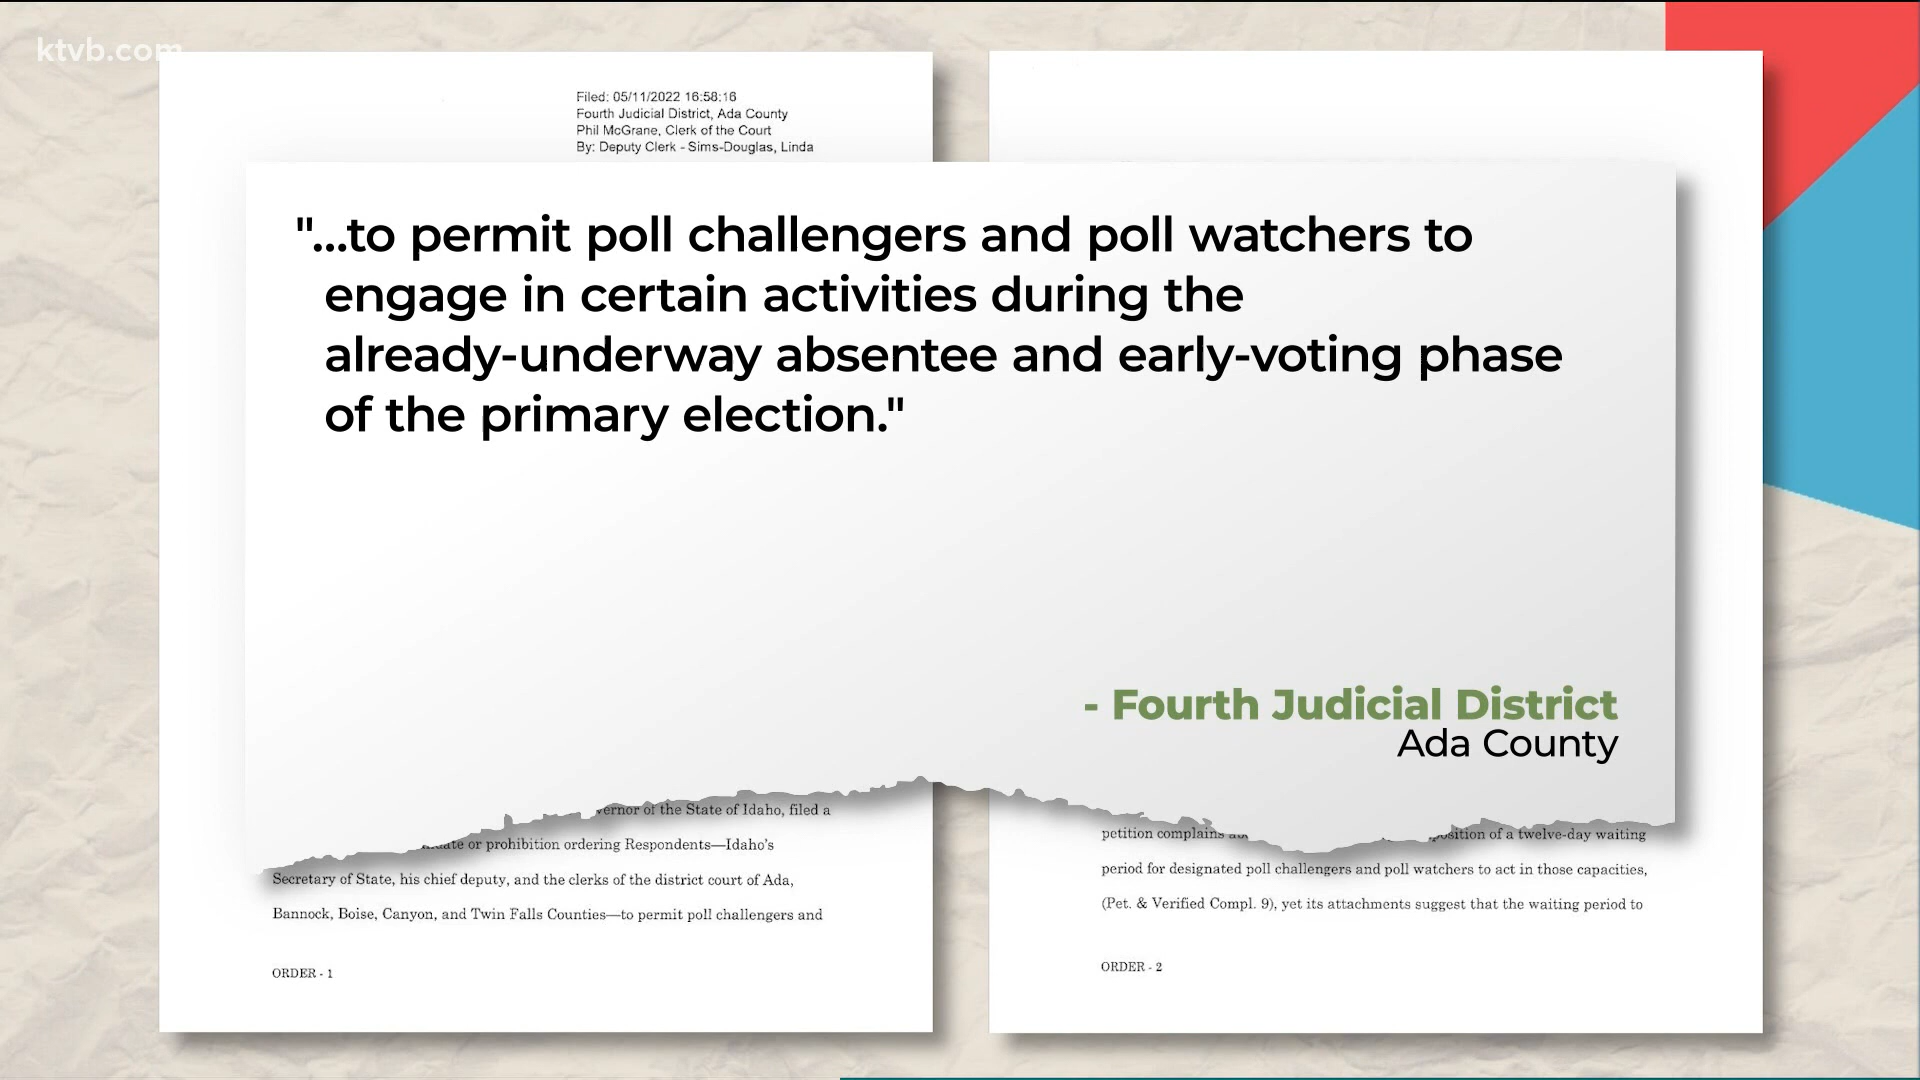 ktvb.com
Filed: 05/11/2022 16:58:16
Fourth Judicial District, Ada County
Phil McGrane, Clerk of the Court
By: Deputy Clerk - Sims-Douglas, Linda
"...to permit poll challengers and poll watchers to
engage in certain activities during the
already-underway absentee and early-voting phase
of the primary election."
- Fourth Judicial District
Ada County
of the State of Idaho, filed a
or prohibition ordering Respondents—Idaho's
Secretary of State, his chief deputy, and the clerks of the district court of Ada,
Bannock, Boise, Canyon, and Twin Falls Counties—to permit poll challengers and
ORDER - 1
petition complains of a twelve-day waiting
period for designated poll challengers and poll watchers to act in those capacities,
(Pet. & Verified Compl. 9), yet its attachments suggest that the waiting period to
ORDER - 2